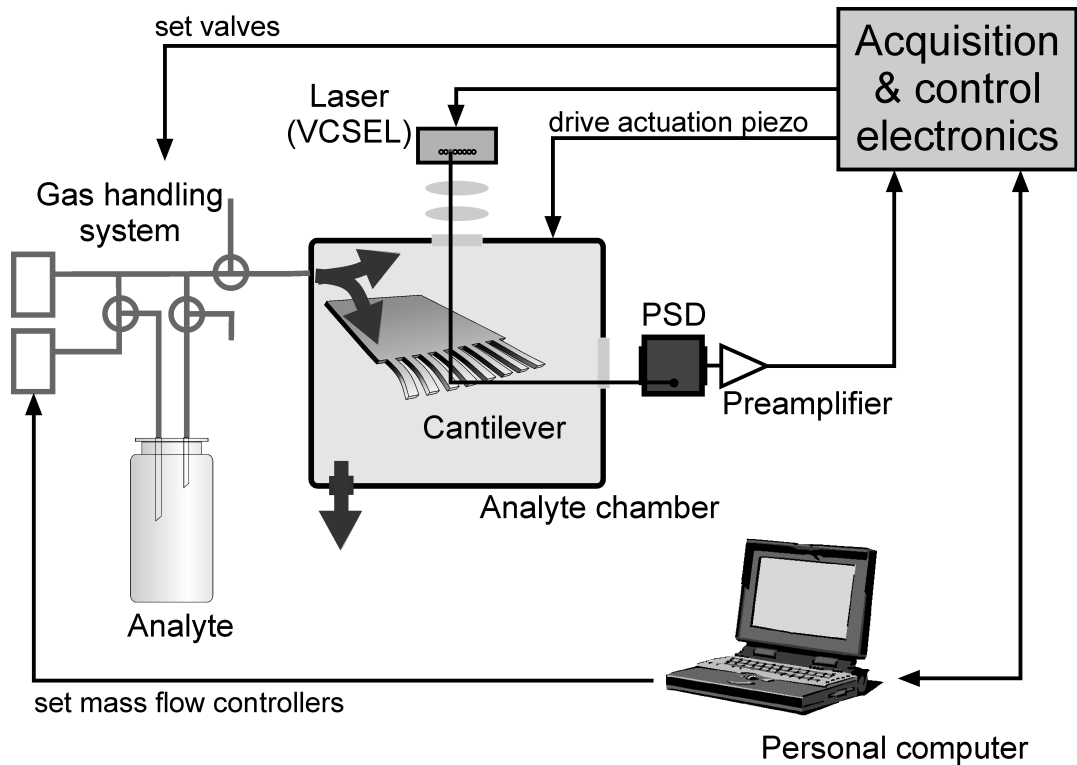 set valves
Acquisition
& control
electronics
Laser
(VCSEL)
drive actuation piezo
Gas handling
system
PSD
Preamplifier
Cantilever
Analyte chamber
Analyte
set mass flow controllers
Personal computer